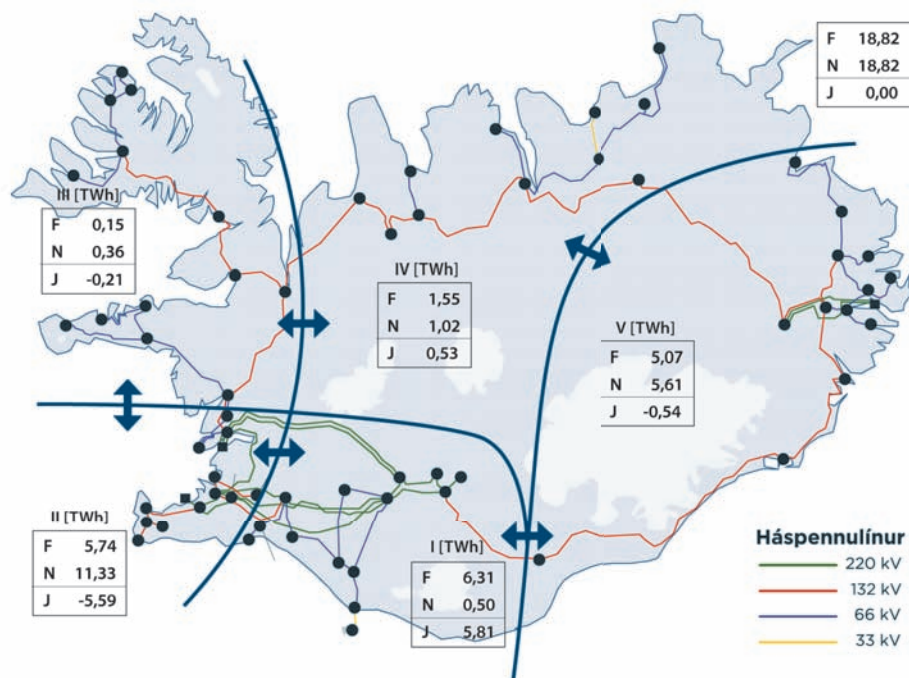 F 18,82
N 18,82
J 0,00
III [TWh]
F 0,15
N 0,36
J -0,21
IV [TWh]
F 1,55
N 1,02
J 0,53
V [TWh]
F 5,07
N 5,61
J -0,54
II [TWh]
F 5,74
N 11,33
J -5,59
I [TWh]
F 6,31
N 0,50
J 5,81
Háspennulínur
220 kV
132 kV
66 kV
33 kV